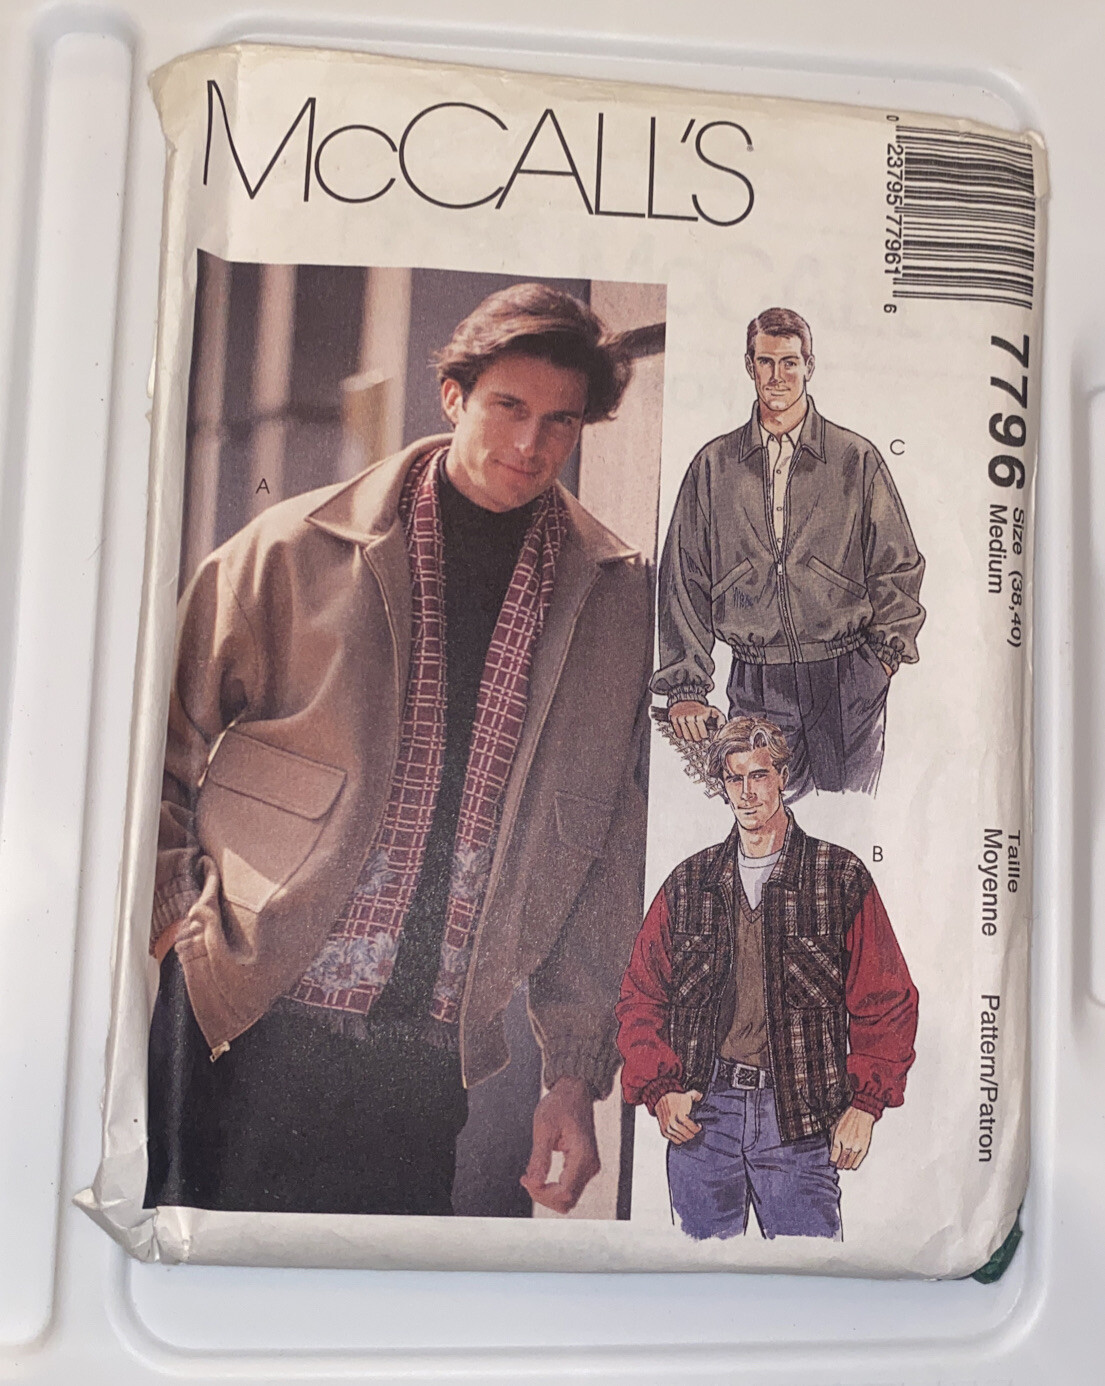 McCALL'S
0 23795 77961 6
7796
Size (38,40)
Medium
Taille
Moyenne
Pattern/Patron
A
C
B